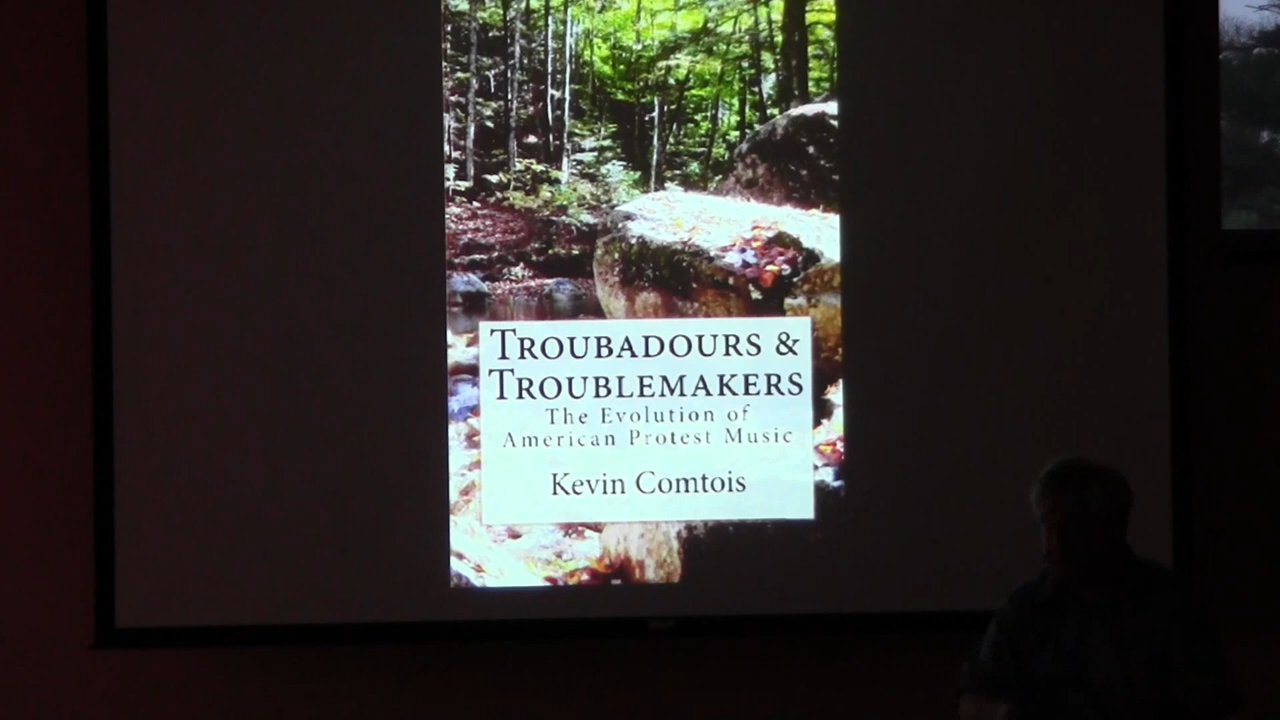 TROUBADOURS &
TROUBLEMAKERS
The Evolution of
American Protest Music
Kevin Comtois